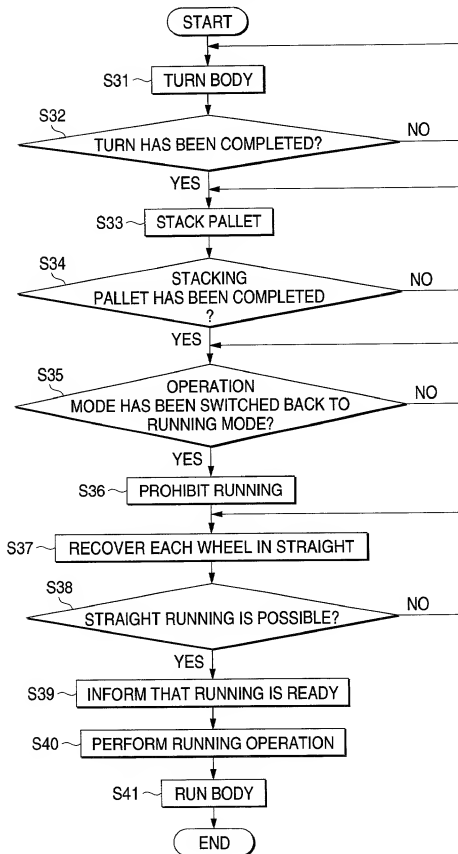 START
S31 TURN BODY
S32
TURN HAS BEEN COMPLETED?
NO
YES
S33 STACK PALLET
S34
STACKING
PALLET HAS BEEN COMPLETED
?
NO
YES
S35
OPERATION
MODE HAS BEEN SWITCHED BACK TO
RUNNING MODE?
NO
YES
S36 PROHIBIT RUNNING
S37 RECOVER EACH WHEEL IN STRAIGHT
S38
STRAIGHT RUNNING IS POSSIBLE?
NO
YES
S39 INFORM THAT RUNNING IS READY
S40 PERFORM RUNNING OPERATION
S41 RUN BODY
END